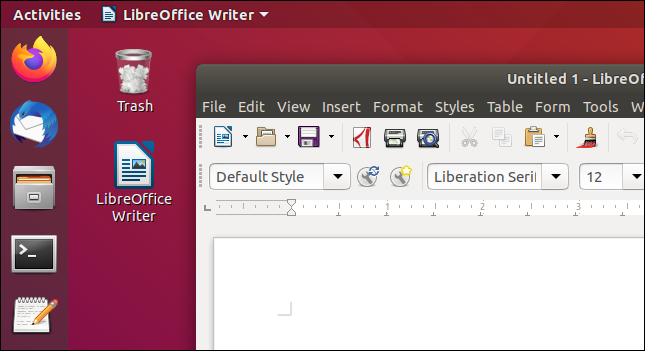 Activities LibreOffice Writer
Trash
LibreOffice
Writer
Untitled 1 - LibreOf
File Edit View Insert Format Styles Table Form Tools W
Default Style Liberation Seri 12
1 2 3